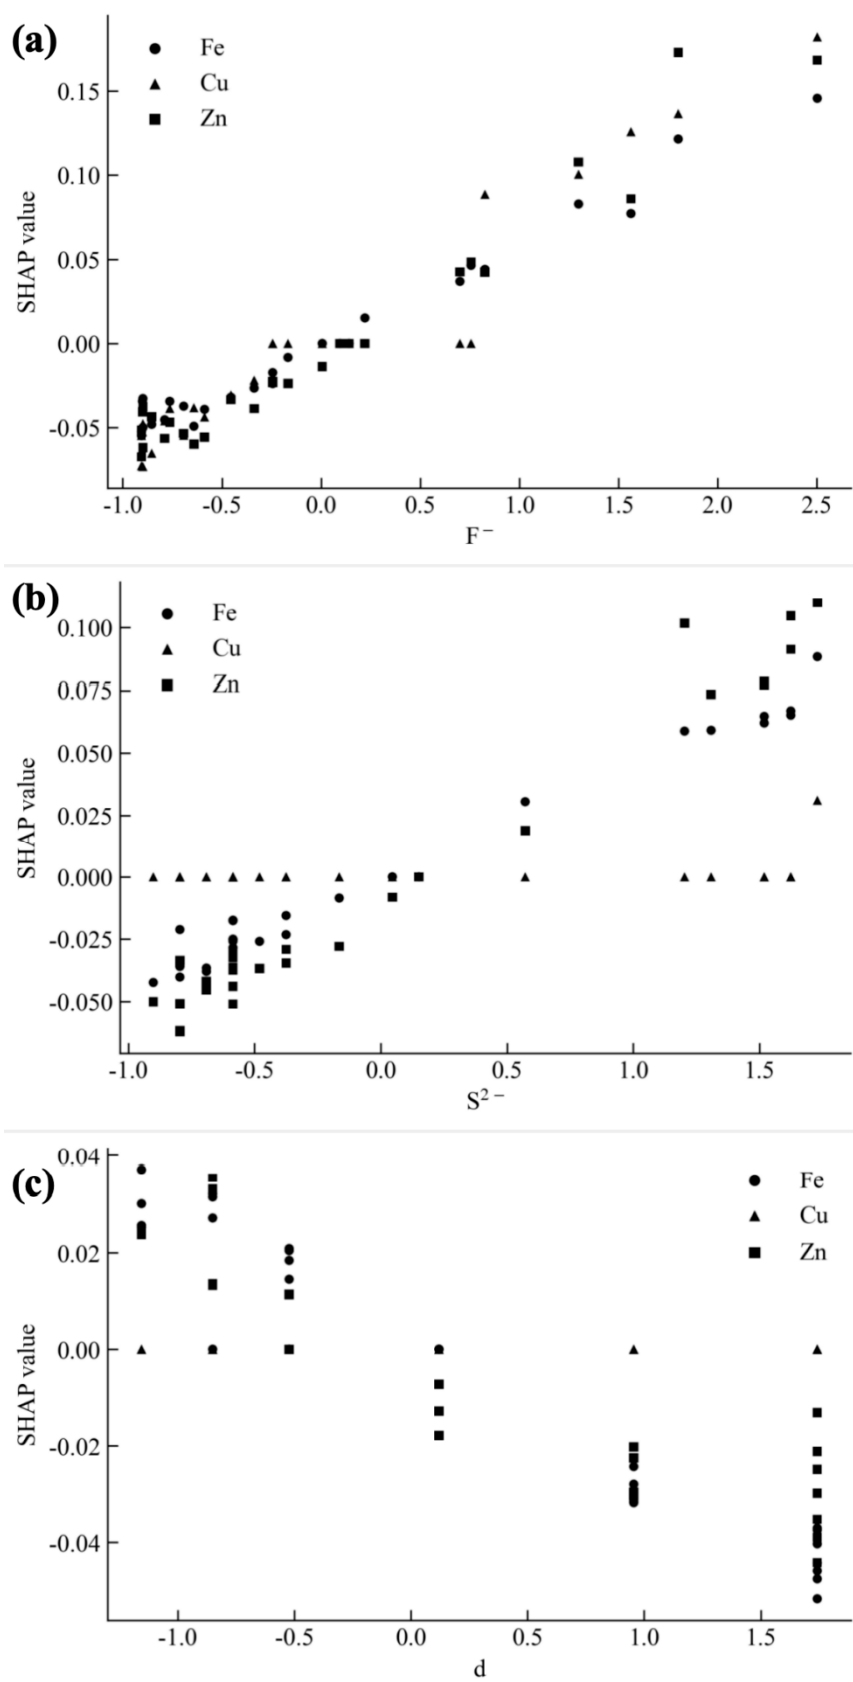 (a)
Fe
Cu
Zn
0.15
0.10
0.05
0.00
-0.05
SHAP value
-1.0 -0.5 0.0 0.5 1.0 1.5 2.0 2.5
F⁻
(b)
Fe
Cu
Zn
0.100
0.075
0.050
0.025
0.000
-0.025
-0.050
SHAP value
-1.0 -0.5 0.0 0.5 1.0 1.5
S²⁻
(c)
Fe
Cu
Zn
0.04
0.02
0.00
-0.02
-0.04
SHAP value
-1.0 -0.5 0.0 0.5 1.0 1.5
d